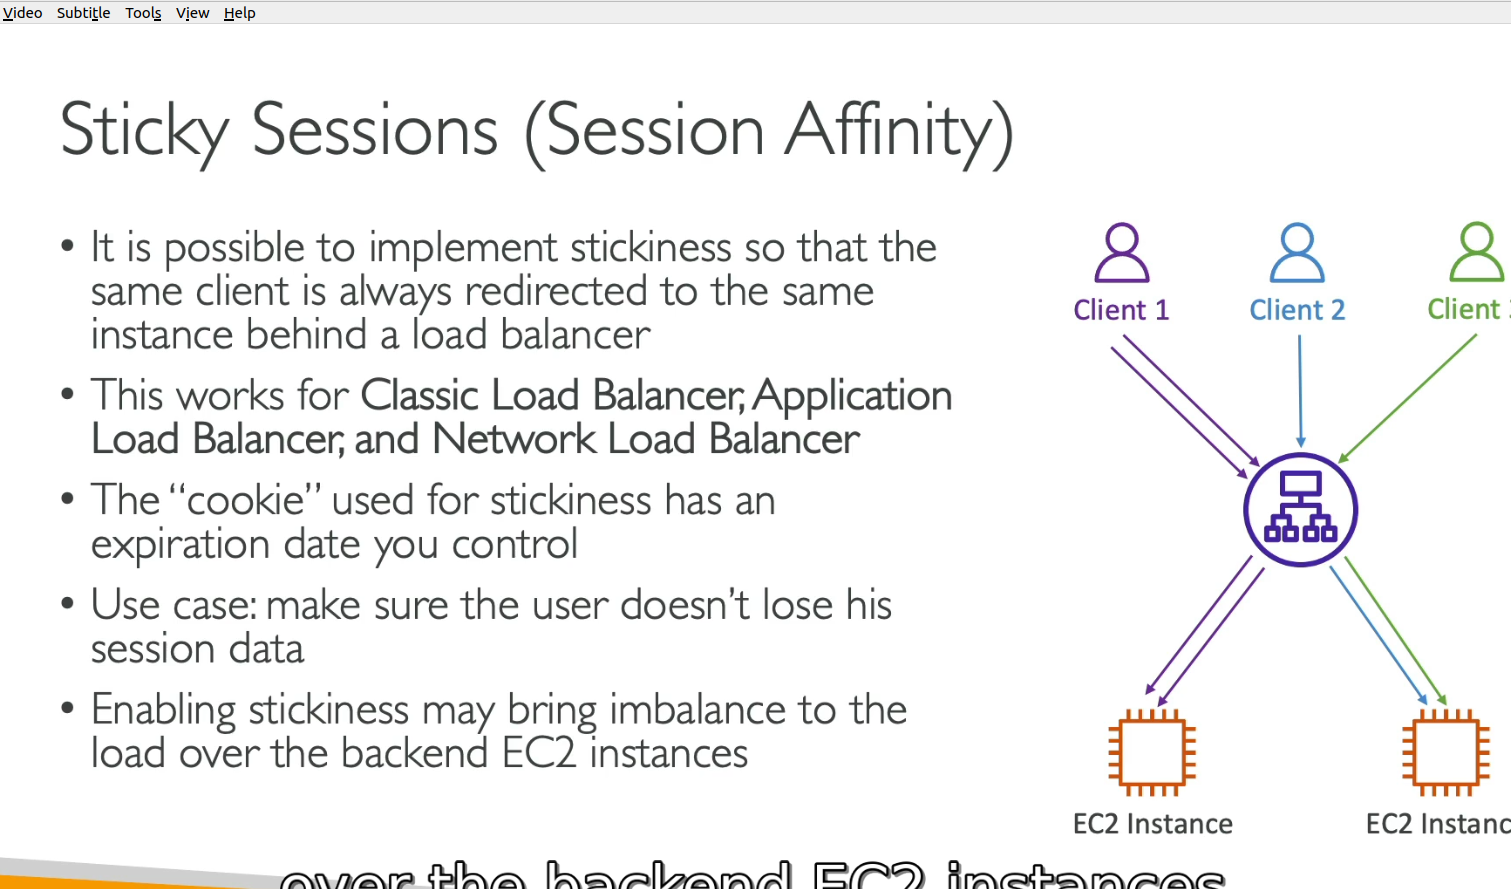 Video Subtitle Tools View Help
Sticky Sessions (Session Affinity)
• It is possible to implement stickiness so that the
same client is always redirected to the same
instance behind a load balancer
• This works for Classic Load Balancer, Application
Load Balancer, and Network Load Balancer
• The “cookie” used for stickiness has an
expiration date you control
• Use case: make sure the user doesn’t lose his
session data
• Enabling stickiness may bring imbalance to the
load over the backend EC2 instances
Client 1
Client 2
Client
EC2 Instance
EC2 Instanc
over the backend EC2 instances